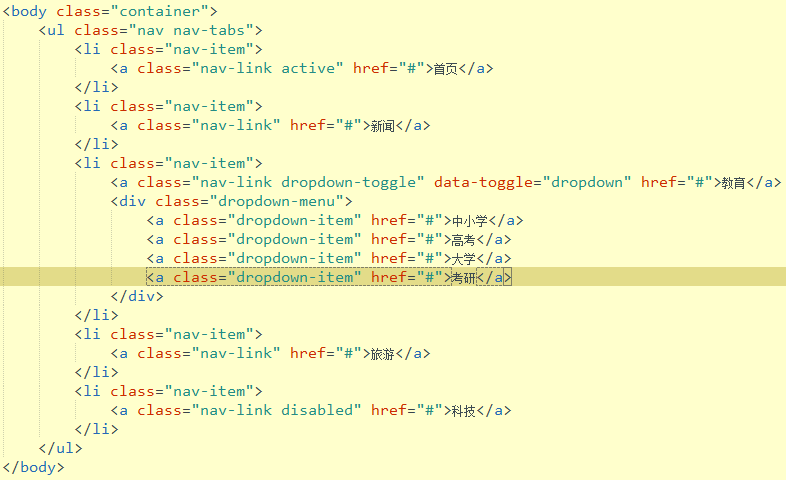 <body class="container">
    <ul class="nav nav-tabs">
        <li class="nav-item">
            <a class="nav-link active" href="#">首页</a>
        </li>
        <li class="nav-item">
            <a class="nav-link" href="#">新闻</a>
        </li>
        <li class="nav-item">
            <a class="nav-link dropdown-toggle" data-toggle="dropdown" href="#">教育</a>
            <div class="dropdown-menu">
                <a class="dropdown-item" href="#">中小学</a>
                <a class="dropdown-item" href="#">高考</a>
                <a class="dropdown-item" href="#">大学</a>
                <a class="dropdown-item" href="#">考研</a>
            </div>
        </li>
        <li class="nav-item">
            <a class="nav-link" href="#">旅游</a>
        </li>
        <li class="nav-item">
            <a class="nav-link disabled" href="#">科技</a>
        </li>
    </ul>
</body>